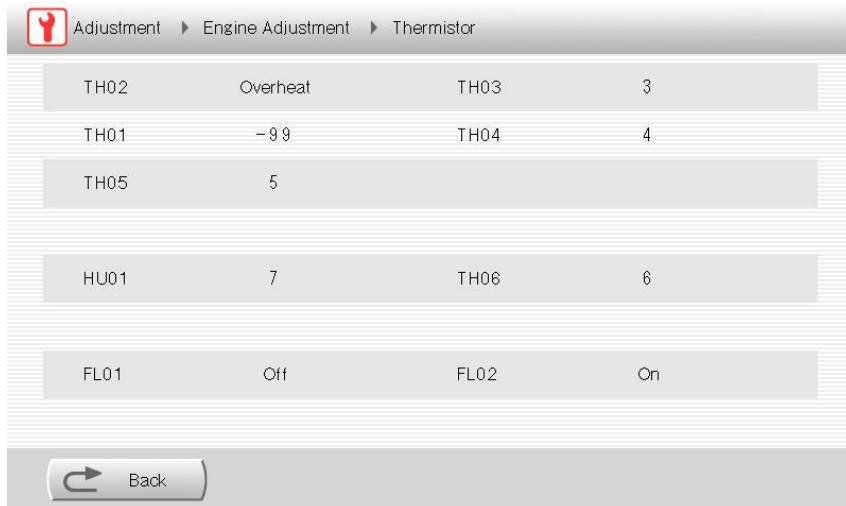 Adjustment Engine Adjustment Thermistor
TH02 Overheat TH03 3
TH01 -99 TH04 4
TH05 5
HU01 7 TH06 6
FL01 Off FL02 On
Back